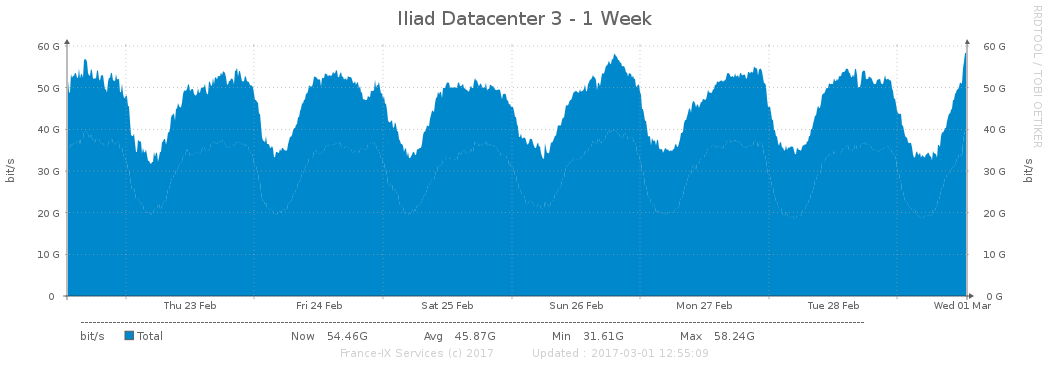 Iliad Datacenter 3 - 1 Week
RRDTOOL / TOBI OETIKER
60 G 60 G
50 G 50 G
40 G 40 G
30 G 30 G
20 G 20 G
10 G 10 G
0 0 G
bit/s
bit/s
Thu 23 Feb Fri 24 Feb Sat 25 Feb Sun 26 Feb Mon 27 Feb Tue 28 Feb Wed 01 Mar
bit/s Total Now 54.46G Avg 45.87G Min 31.61G Max 58.24G
France-IX Services (c) 2017 Updated : 2017-03-01 12:55:09